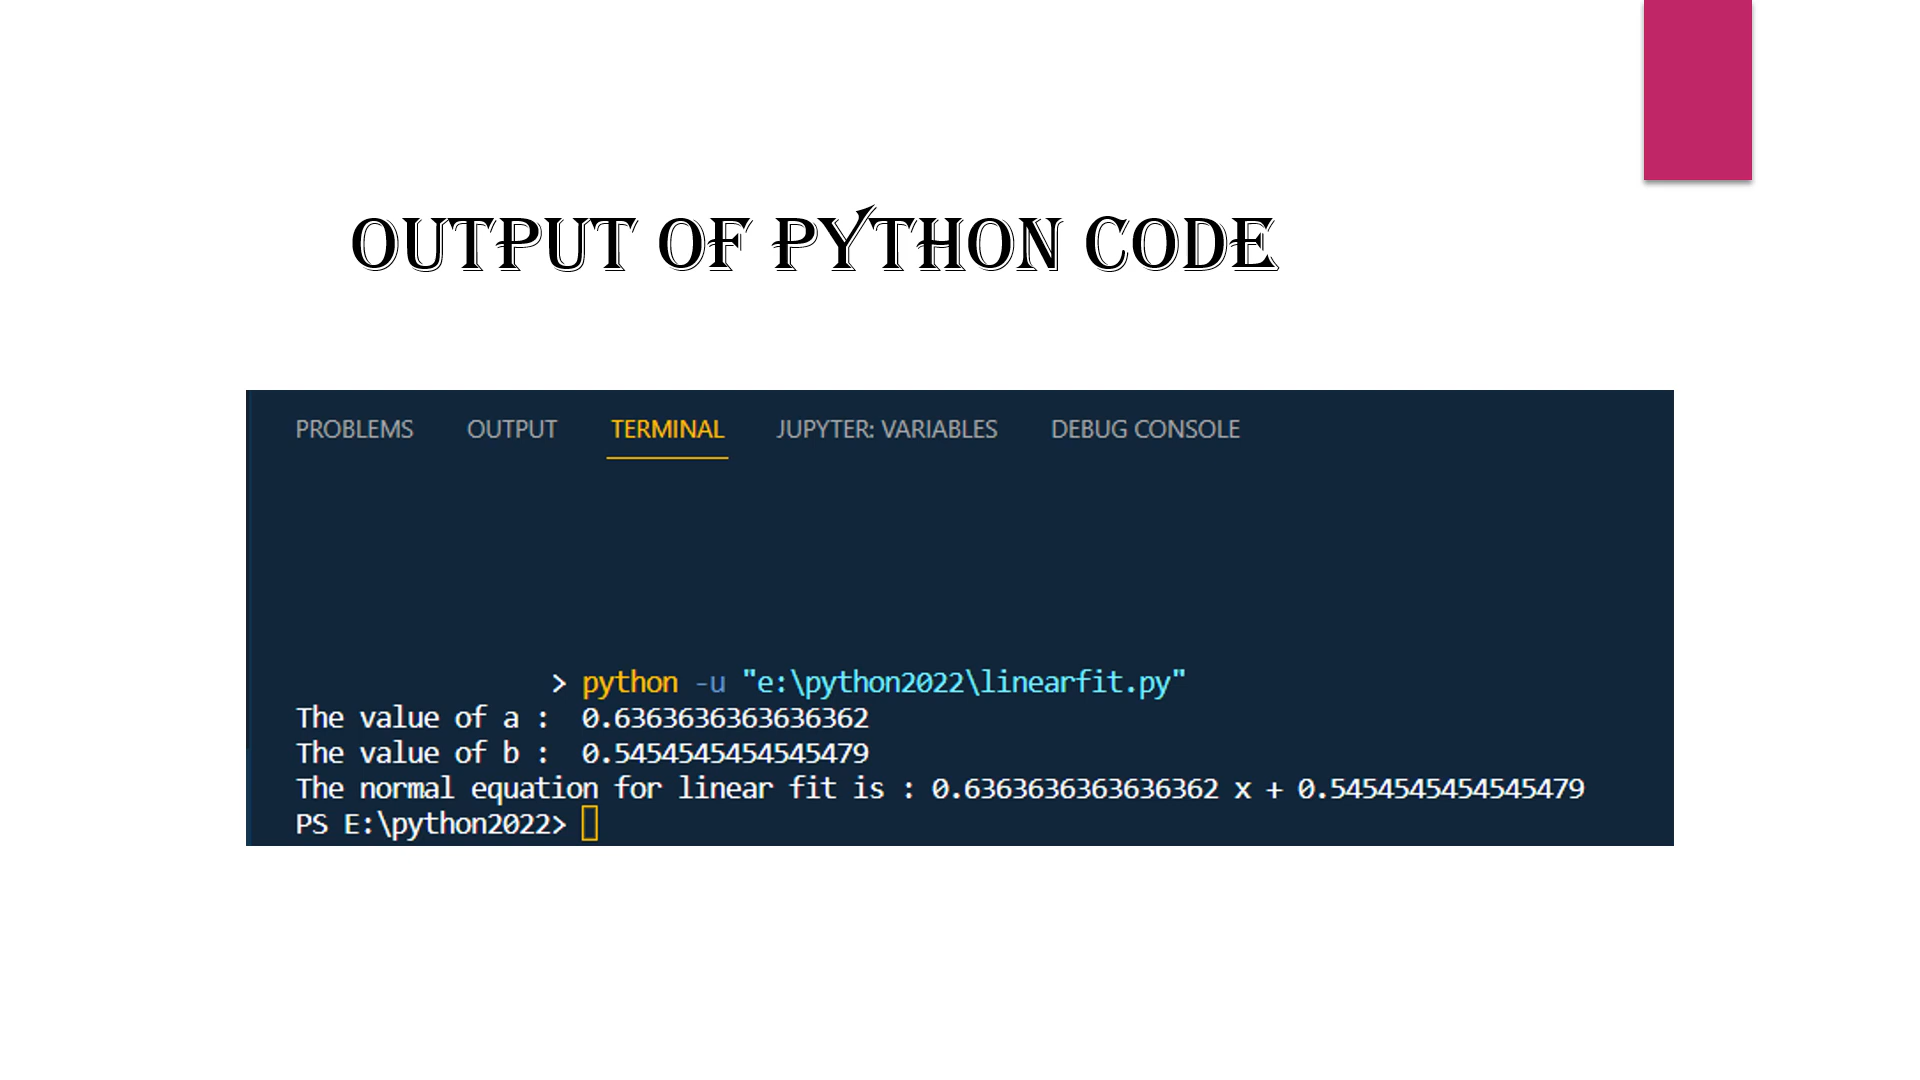 OUTPUT OF PYTHON CODE
PROBLEMS OUTPUT TERMINAL JUPYTER: VARIABLES DEBUG CONSOLE
> python -u "e:\python2022\linearfit.py"
The value of a :  0.6363636363636362
The value of b :  0.5454545454545479
The normal equation for linear fit is : 0.6363636363636362 x + 0.5454545454545479
PS E:\python2022>